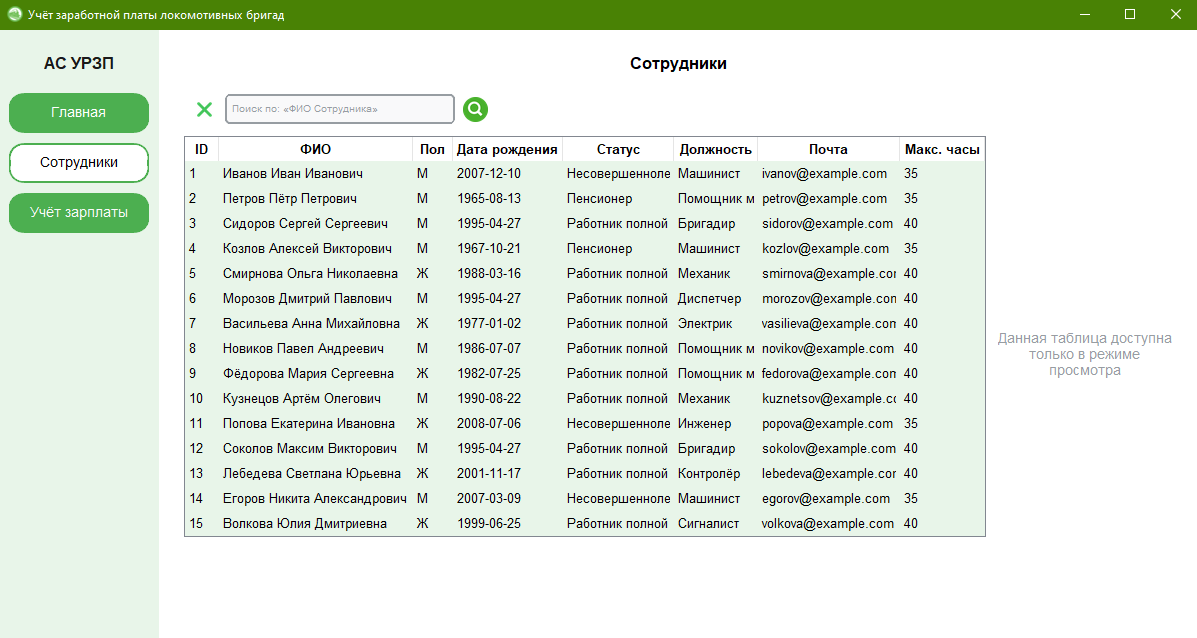 Учёт заработной платы локомотивных бригад
АС УРЗП
Главная
Сотрудники
Учёт зарплаты
Сотрудники
Поиск по: «ФИО Сотрудника»
ID ФИО Пол Дата рождения Статус Должность Почта Макс. часы
1 Иванов Иван Иванович М 2007-12-10 Несовершенноле Машинист ivanov@example.com 35
2 Петров Пётр Петрович М 1965-08-13 Пенсионер Помощник м petrov@example.com 35
3 Сидоров Сергей Сергеевич М 1995-04-27 Работник полной Бригадир sidorov@example.com 40
4 Козлов Алексей Викторович М 1967-10-21 Пенсионер Машинист kozlov@example.com 35
5 Смирнова Ольга Николаевна Ж 1988-03-16 Работник полной Механик smirnova@example.com 40
6 Морозов Дмитрий Павлович М 1995-04-27 Работник полной Диспетчер morozov@example.com 40
7 Васильева Анна Михайловна Ж 1977-01-02 Работник полной Электрик vasilieva@example.com 40
8 Новиков Павел Андреевич М 1986-07-07 Работник полной Помощник м novikov@example.com 40
9 Фёдорова Мария Сергеевна Ж 1982-07-25 Работник полной Помощник м fedorova@example.com 40
10 Кузнецов Артём Олегович М 1990-08-22 Работник полной Механик kuznetsov@example.co 40
11 Попова Екатерина Ивановна Ж 2008-07-06 Несовершенноле Инженер popova@example.com 35
12 Соколов Максим Викторович М 1995-04-27 Работник полной Бригадир sokolov@example.com 40
13 Лебедева Светлана Юрьевна Ж 2001-11-17 Работник полной Контролёр lebedeva@example.com 40
14 Егоров Никита Александрович М 2007-03-09 Несовершенноле Машинист egorov@example.com 35
15 Волкова Юлия Дмитриевна Ж 1999-06-25 Работник полной Сигналист volkova@example.com 40
Данная таблица доступна
только в режиме
просмотра